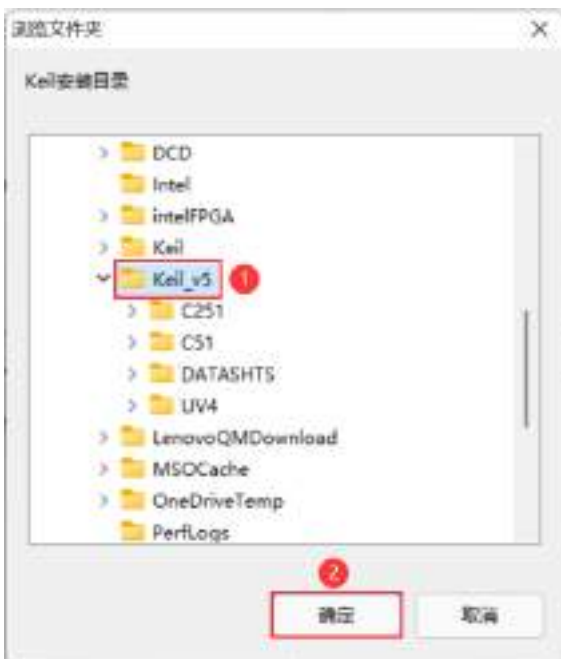 浏览文件夹
Keil安装目录
DCD
Intel
intelFPGA
Keil
Keil_v5 1
C251
C51
DATASHTS
UV4
LenovoQMDownload
MSOCache
OneDriveTemp
PerfLogs
2
确定 取消